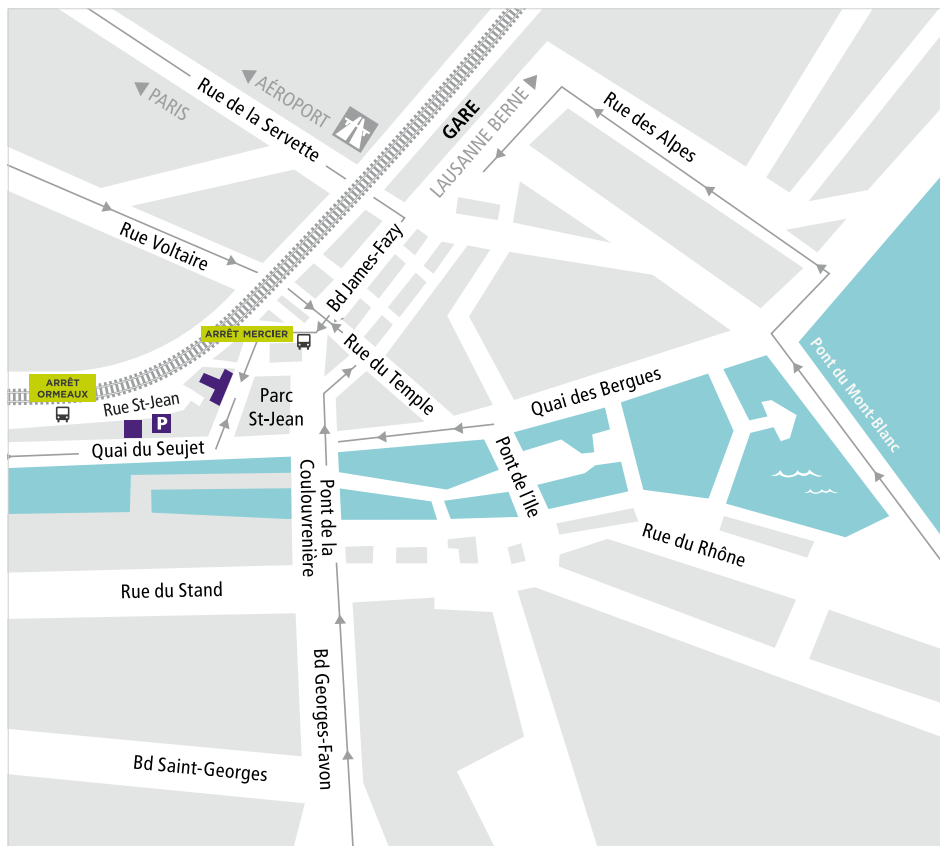 AÉROPORT
PARIS
Rue de la Servette
GARE
LAUSANNE BERNE
Rue des Alpes
Rue Voltaire
Bd James-Fazy
ARRÊT MERCIER
Rue du Temple
Pont du Mont-Blanc
ARRÊT
ORMEAUX
Rue St-Jean
P
Parc
St-Jean
Quai des Bergues
Quai du Seujet
Pont de la
Coulouvrenière
Pont de l'Ile
Rue du Rhône
Rue du Stand
Bd Georges-Favon
Bd Saint-Georges